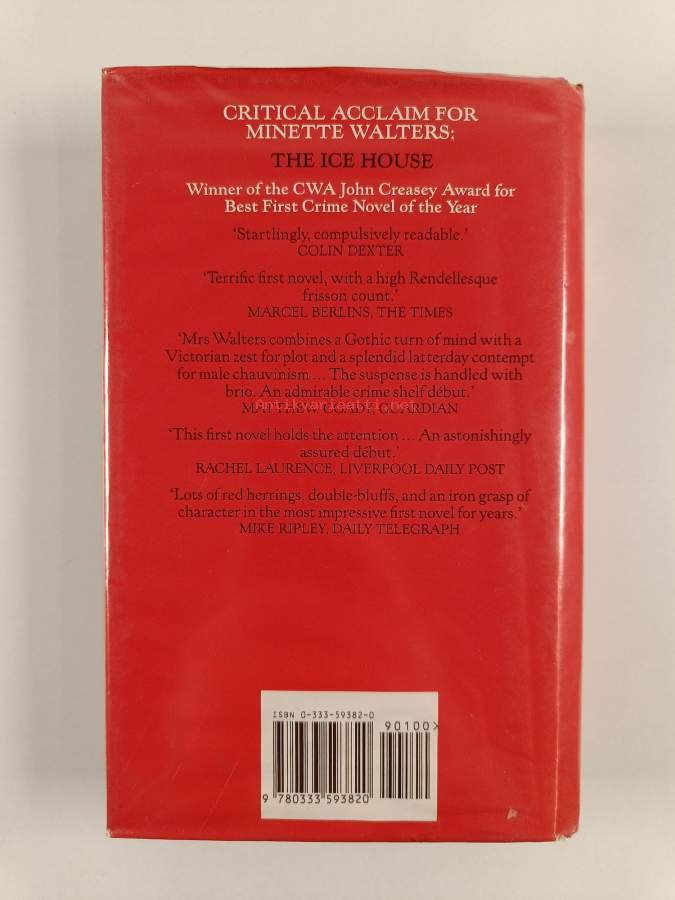 CRITICAL ACCLAIM FOR
MINETTE WALTERS:
THE ICE HOUSE
Winner of the CWA John Creasey Award for
Best First Crime Novel of the Year
‘Startlingly, compulsively readable.’
COLIN DEXTER
‘Terrific first novel, with a high Rendellesque
frisson count.’
MARCEL BERLINS, THE TIMES
‘Mrs Walters combines a Gothic turn of mind with a
Victorian zest for plot and a splendid latterday contempt
for male chauvinism ... The suspense is handled with
brio. An admirable crime shelf début.’
Antikvariaatti.net
MATTHEW COADY, GUARDIAN
‘This first novel holds the attention ... An astonishingly
assured début.’
RACHEL LAURENCE, LIVERPOOL DAILY POST
‘Lots of red herrings, double-bluffs, and an iron grasp of
character in the most impressive first novel for years.’
MIKE RIPLEY, DAILY TELEGRAPH
ISBN 0-333-59382-0
90100>
9 780333 593820